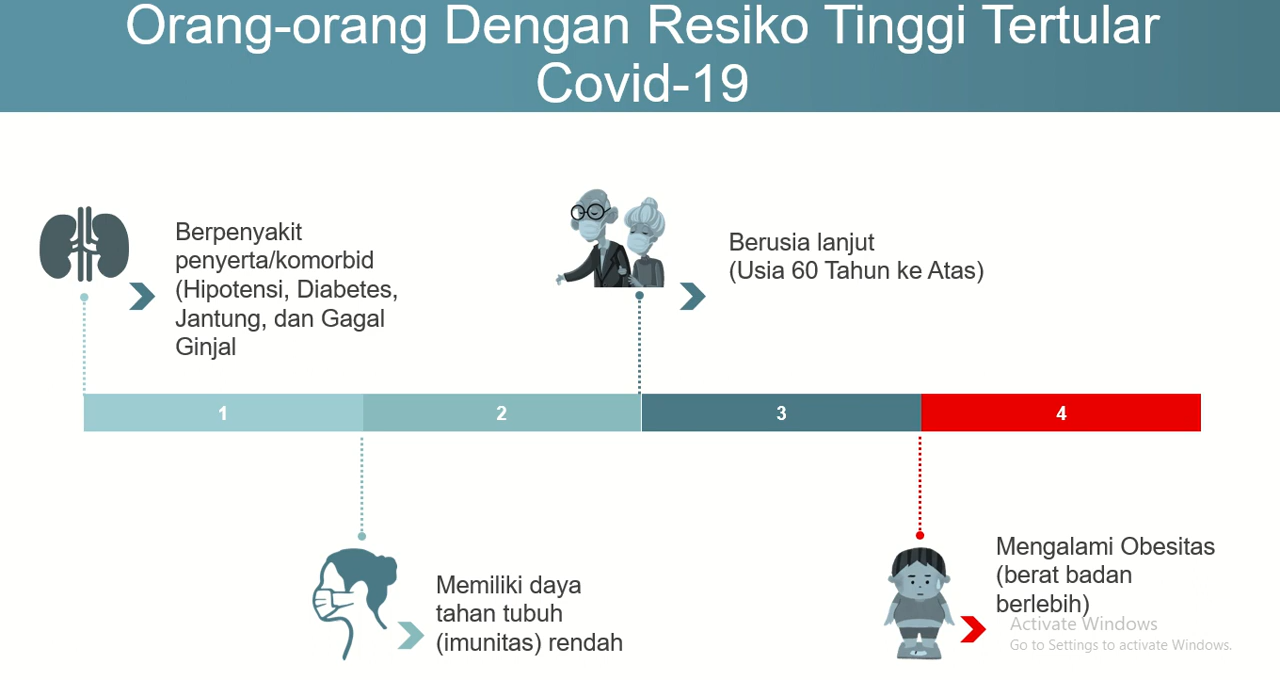 Orang-orang Dengan Resiko Tinggi Tertular
Covid-19
Berpenyakit
penyerta/komorbid
(Hipotensi, Diabetes,
Jantung, dan Gagal
Ginjal
Berusia lanjut
(Usia 60 Tahun ke Atas)
1
2
3
4
Memiliki daya
tahan tubuh
(imunitas) rendah
Mengalami Obesitas
(berat badan
berlebih)
Activate Windows
Go to Settings to activate Windows.